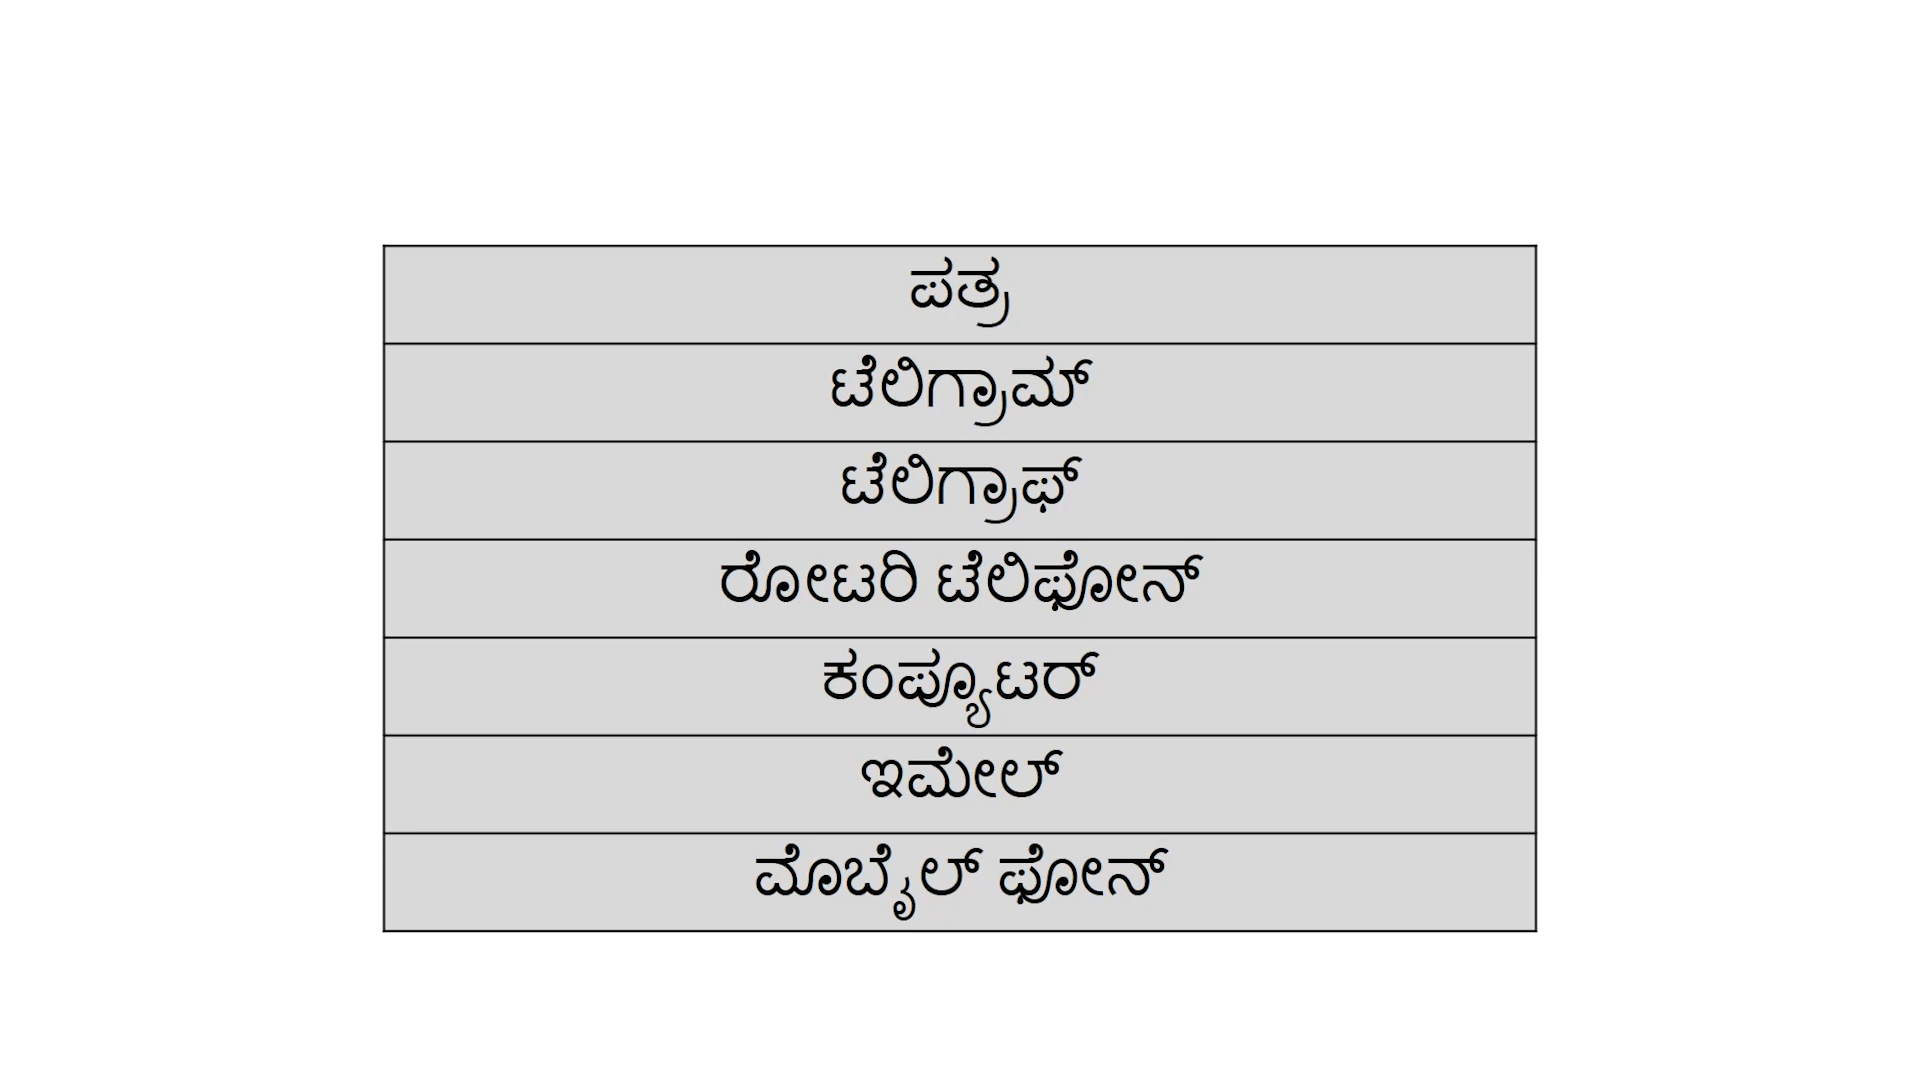 ಪತ್ರ
ಟೆಲಿಗ್ರಾಮ್
ಟೆಲಿಗ್ರಾಫ್
ರೋಟರಿ ಟೆಲಿಫೋನ್
ಕಂಪ್ಯೂಟರ್
ಇಮೇಲ್
ಮೊಬೈಲ್ ಫೋನ್